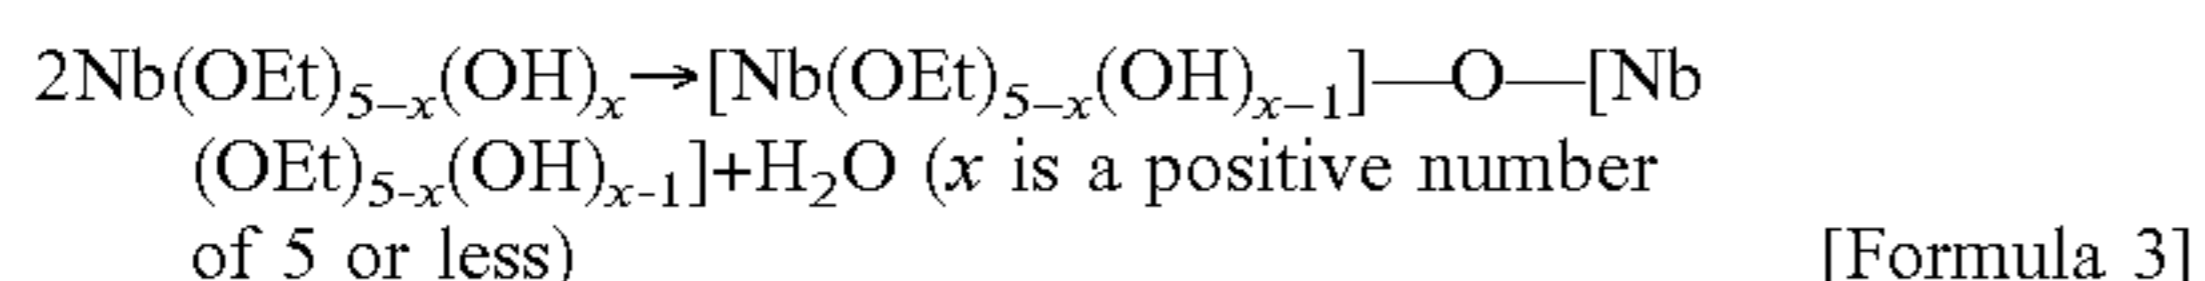 2Nb(OEt)₅₋ₓ(OH)ₓ→[Nb(OEt)₅₋ₓ(OH)ₓ₋₁]—O—[Nb
(OEt)₅₋ₓ(OH)ₓ₋₁]+H₂O (x is a positive number
of 5 or less) [Formula 3]